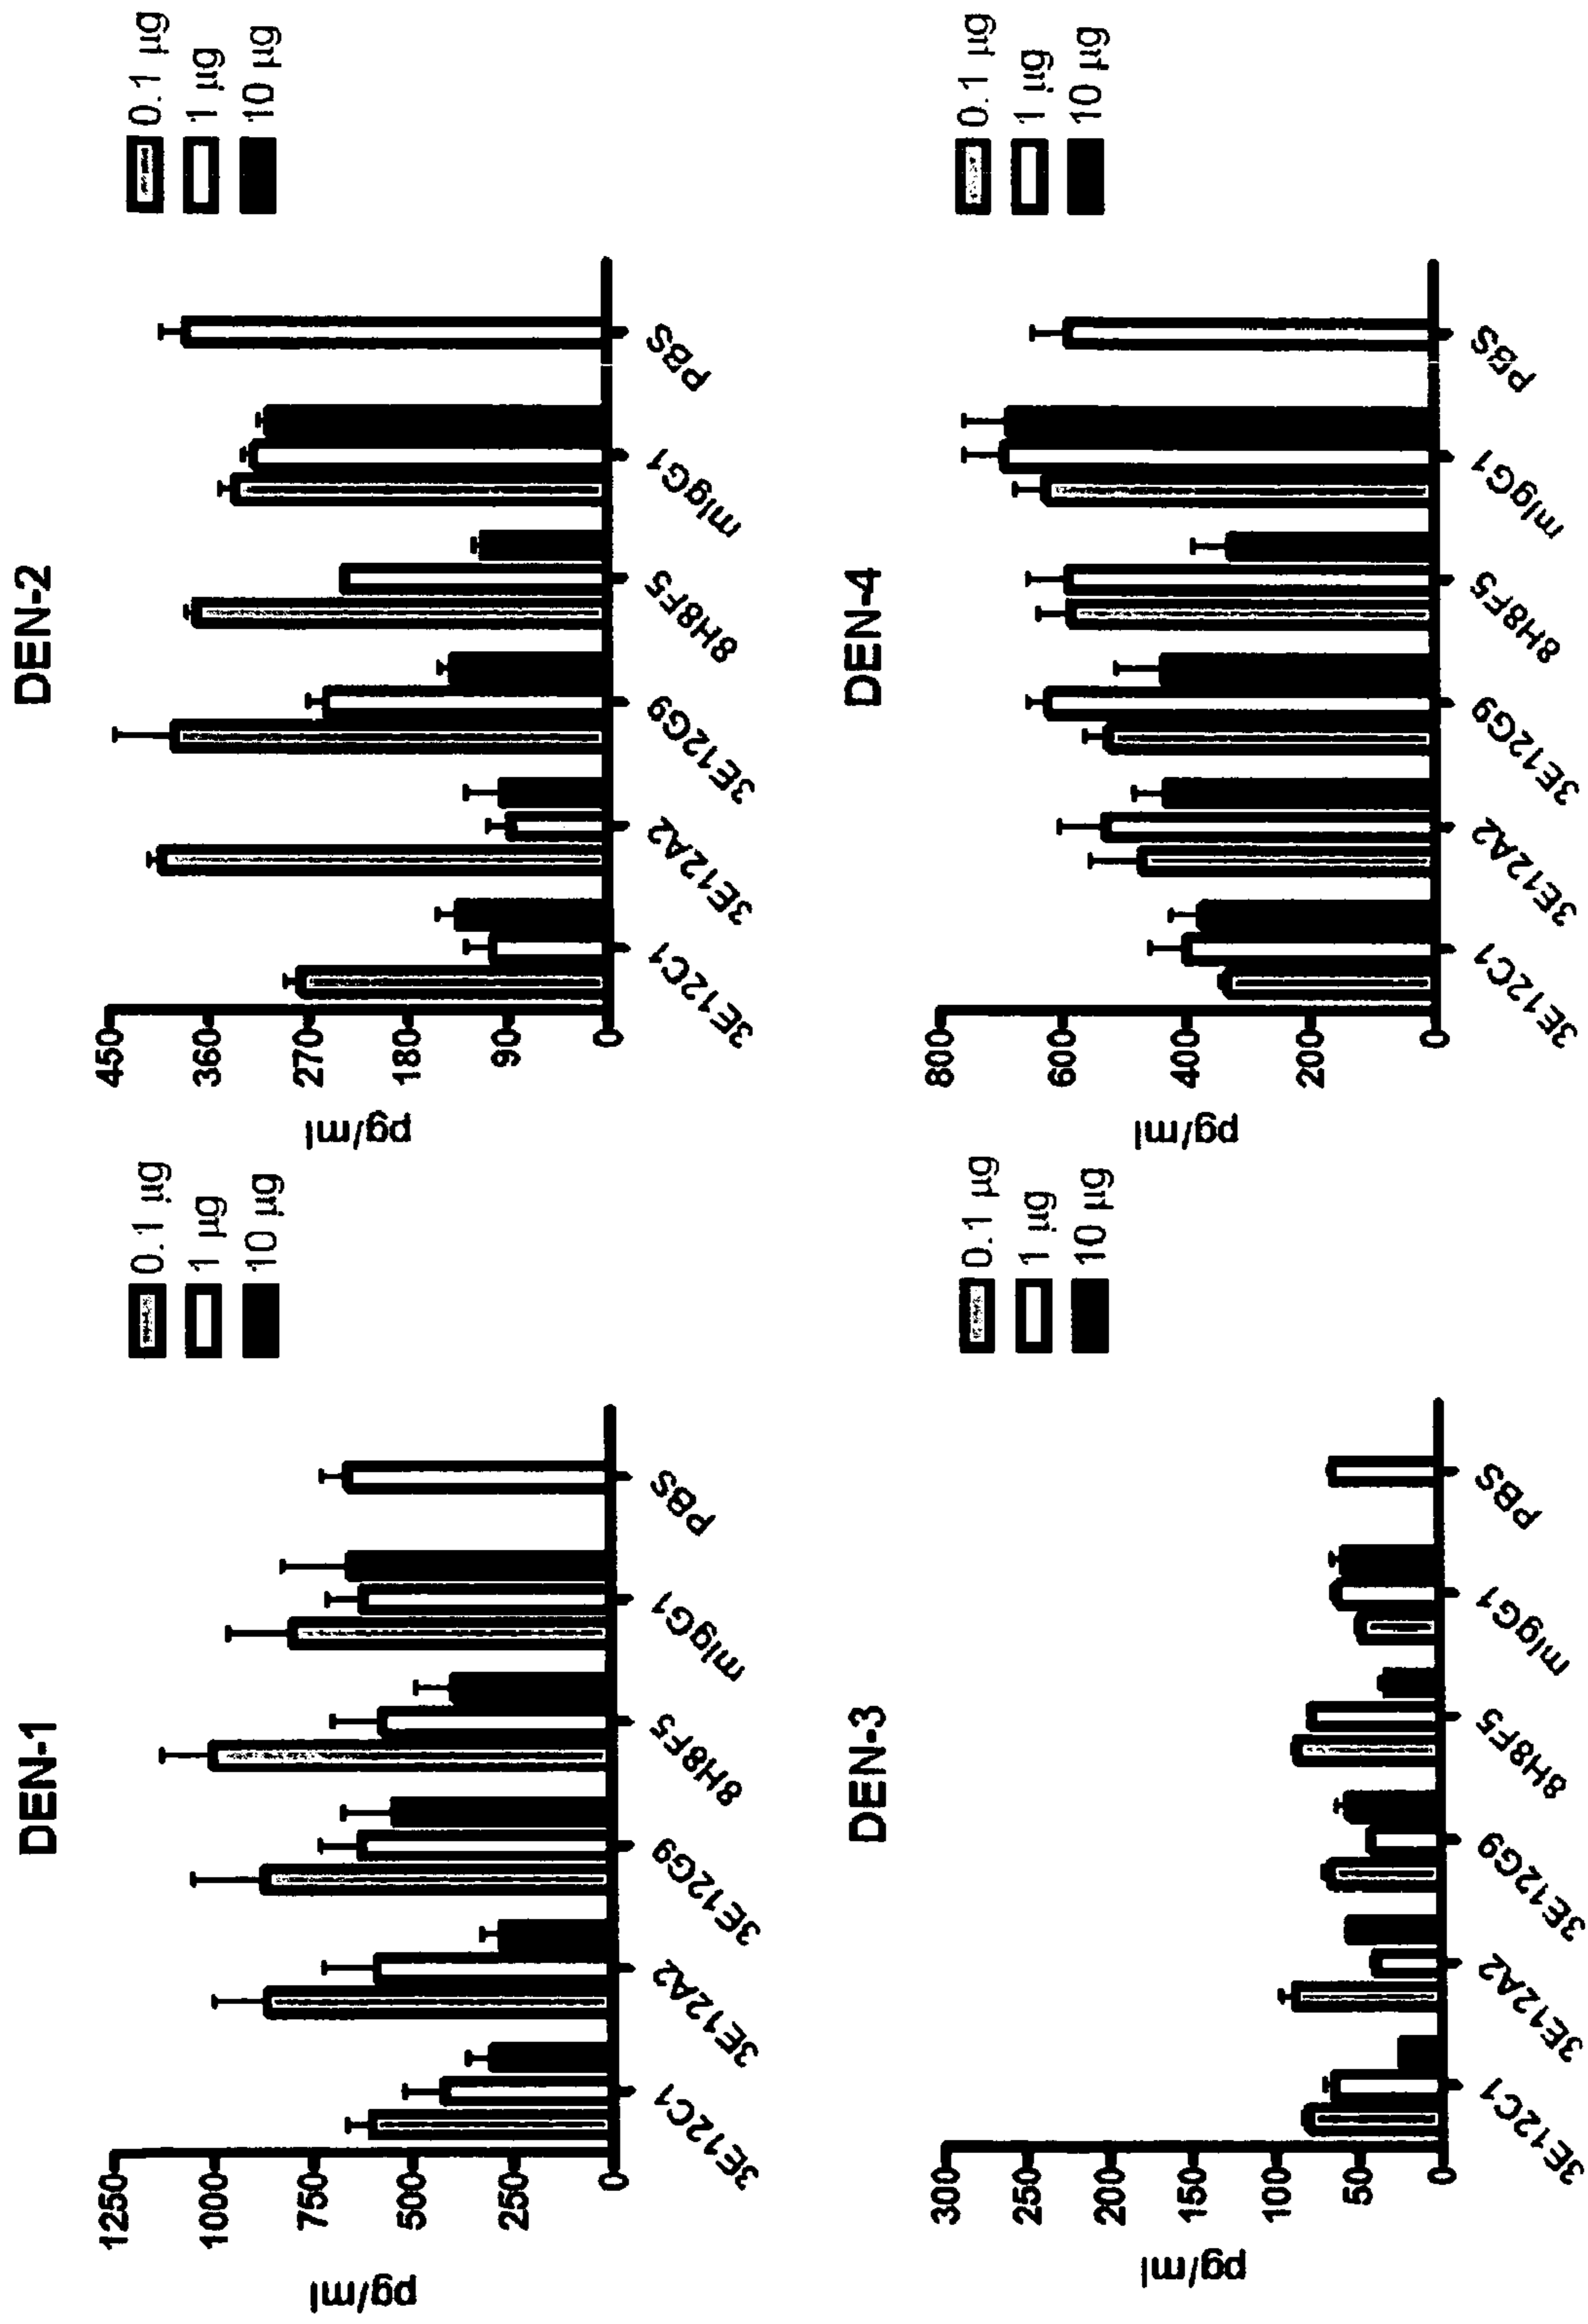 DEN-1
pg/ml
1250
1000
750
500
250
0
3E12C1
3E12A2
3E12G9
8H8F5
mIgG1
PBS
0.1 µg
1 µg
10 µg
DEN-2
pg/ml
450
360
270
180
90
0
3E12C1
3E12A2
3E12G9
8H8F5
mIgG1
PBS
0.1 µg
1 µg
10 µg
DEN-3
pg/ml
300
250
200
150
100
50
0
3E12C1
3E12A2
3E12G9
8H8F5
mIgG1
PBS
0.1 µg
1 µg
10 µg
DEN-4
pg/ml
800
600
400
200
0
3E12C1
3E12A2
3E12G9
8H8F5
mIgG1
PBS
0.1 µg
1 µg
10 µg